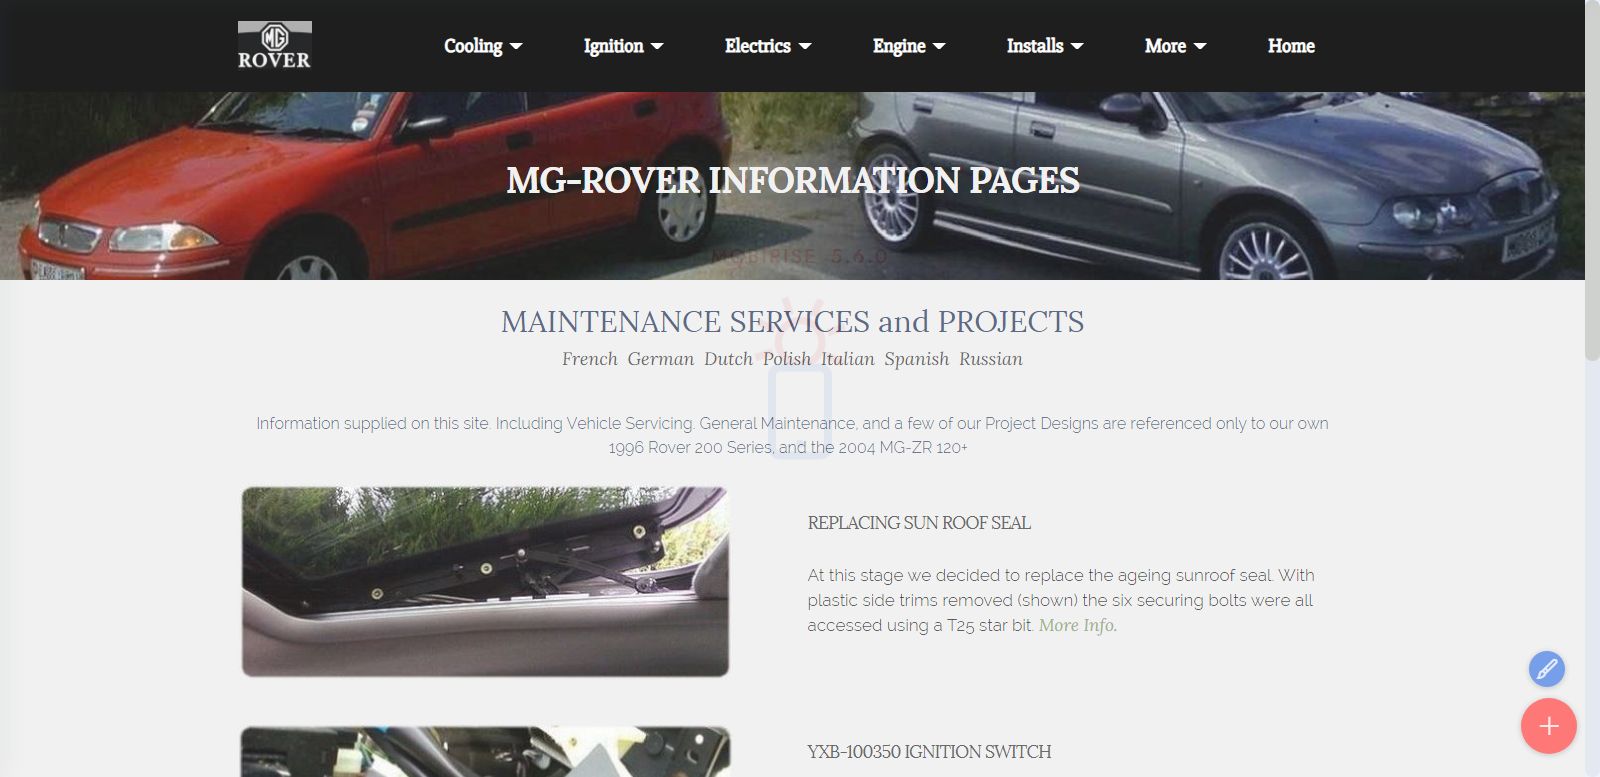 MG
ROVER
Cooling Ignition Electrics Engine Installs More Home
MG-ROVER INFORMATION PAGES
MOBIRISE 5.6.0
MAINTENANCE SERVICES and PROJECTS
French German Dutch Polish Italian Spanish Russian
Information supplied on this site. Including Vehicle Servicing. General Maintenance, and a few of our Project Designs are referenced only to our own
1996 Rover 200 Series, and the 2004 MG-ZR 120+
REPLACING SUN ROOF SEAL
At this stage we decided to replace the ageing sunroof seal. With
plastic side trims removed (shown) the six securing bolts were all
accessed using a T25 star bit. More Info.
YXB-100350 IGNITION SWITCH